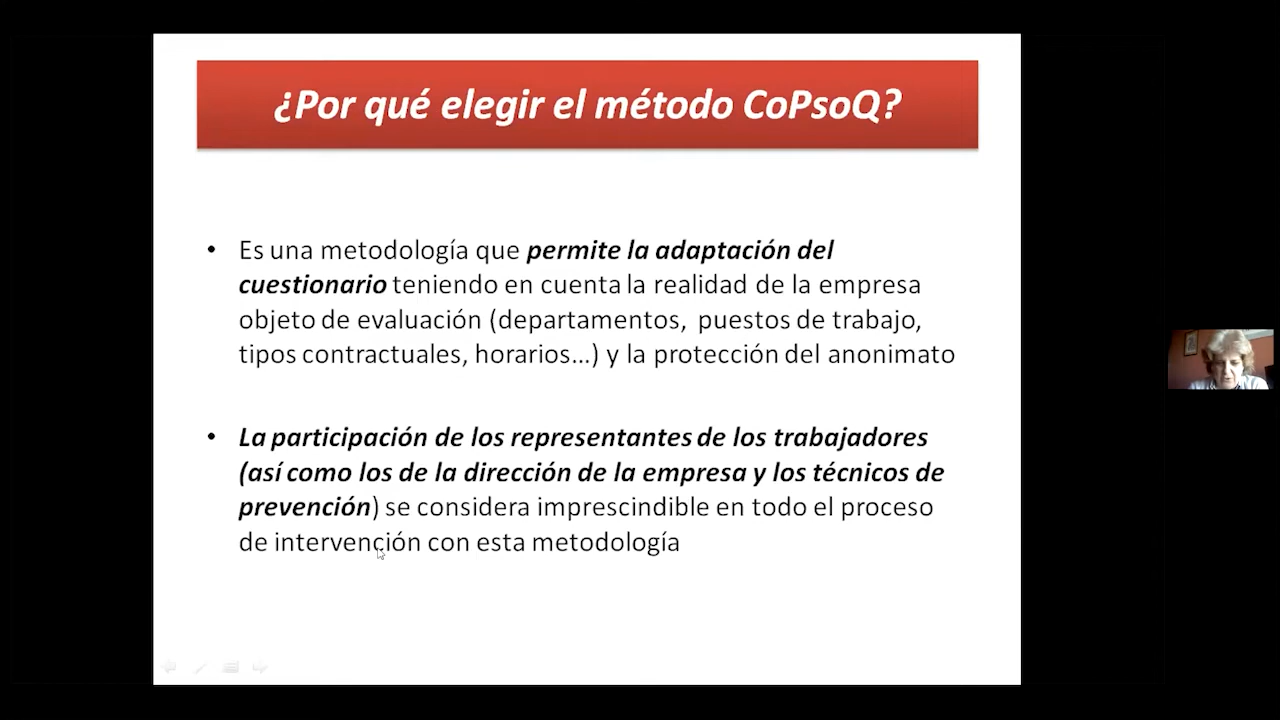 ¿Por qué elegir el método CoPsoQ?
• Es una metodología que permite la adaptación del
cuestionario teniendo en cuenta la realidad de la empresa
objeto de evaluación (departamentos, puestos de trabajo,
tipos contractuales, horarios...) y la protección del anonimato
• La participación de los representantes de los trabajadores
(así como los de la dirección de la empresa y los técnicos de
prevención) se considera imprescindible en todo el proceso
de intervención con esta metodología